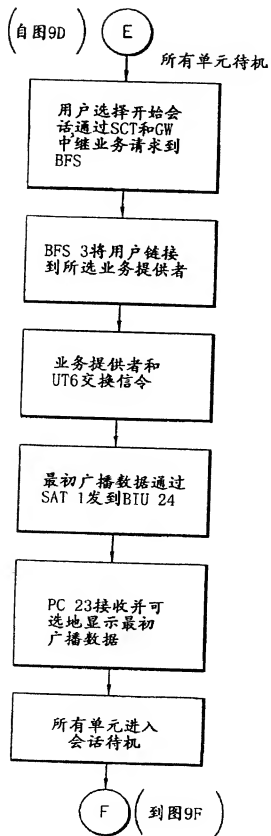 (自图9D)
E
所有单元待机
用户选择开始会
话,通过SCT和GW
中继业务请求到
BFS
BFS 3将用户链接
到所选业务提供者
业务提供者和
UT6交换信令
最初广播数据通过
SAT 1发到BIU 24
PC 23接收并可
选地显示最初
广播数据
所有单元进入
会话待机
F
(到图9F)